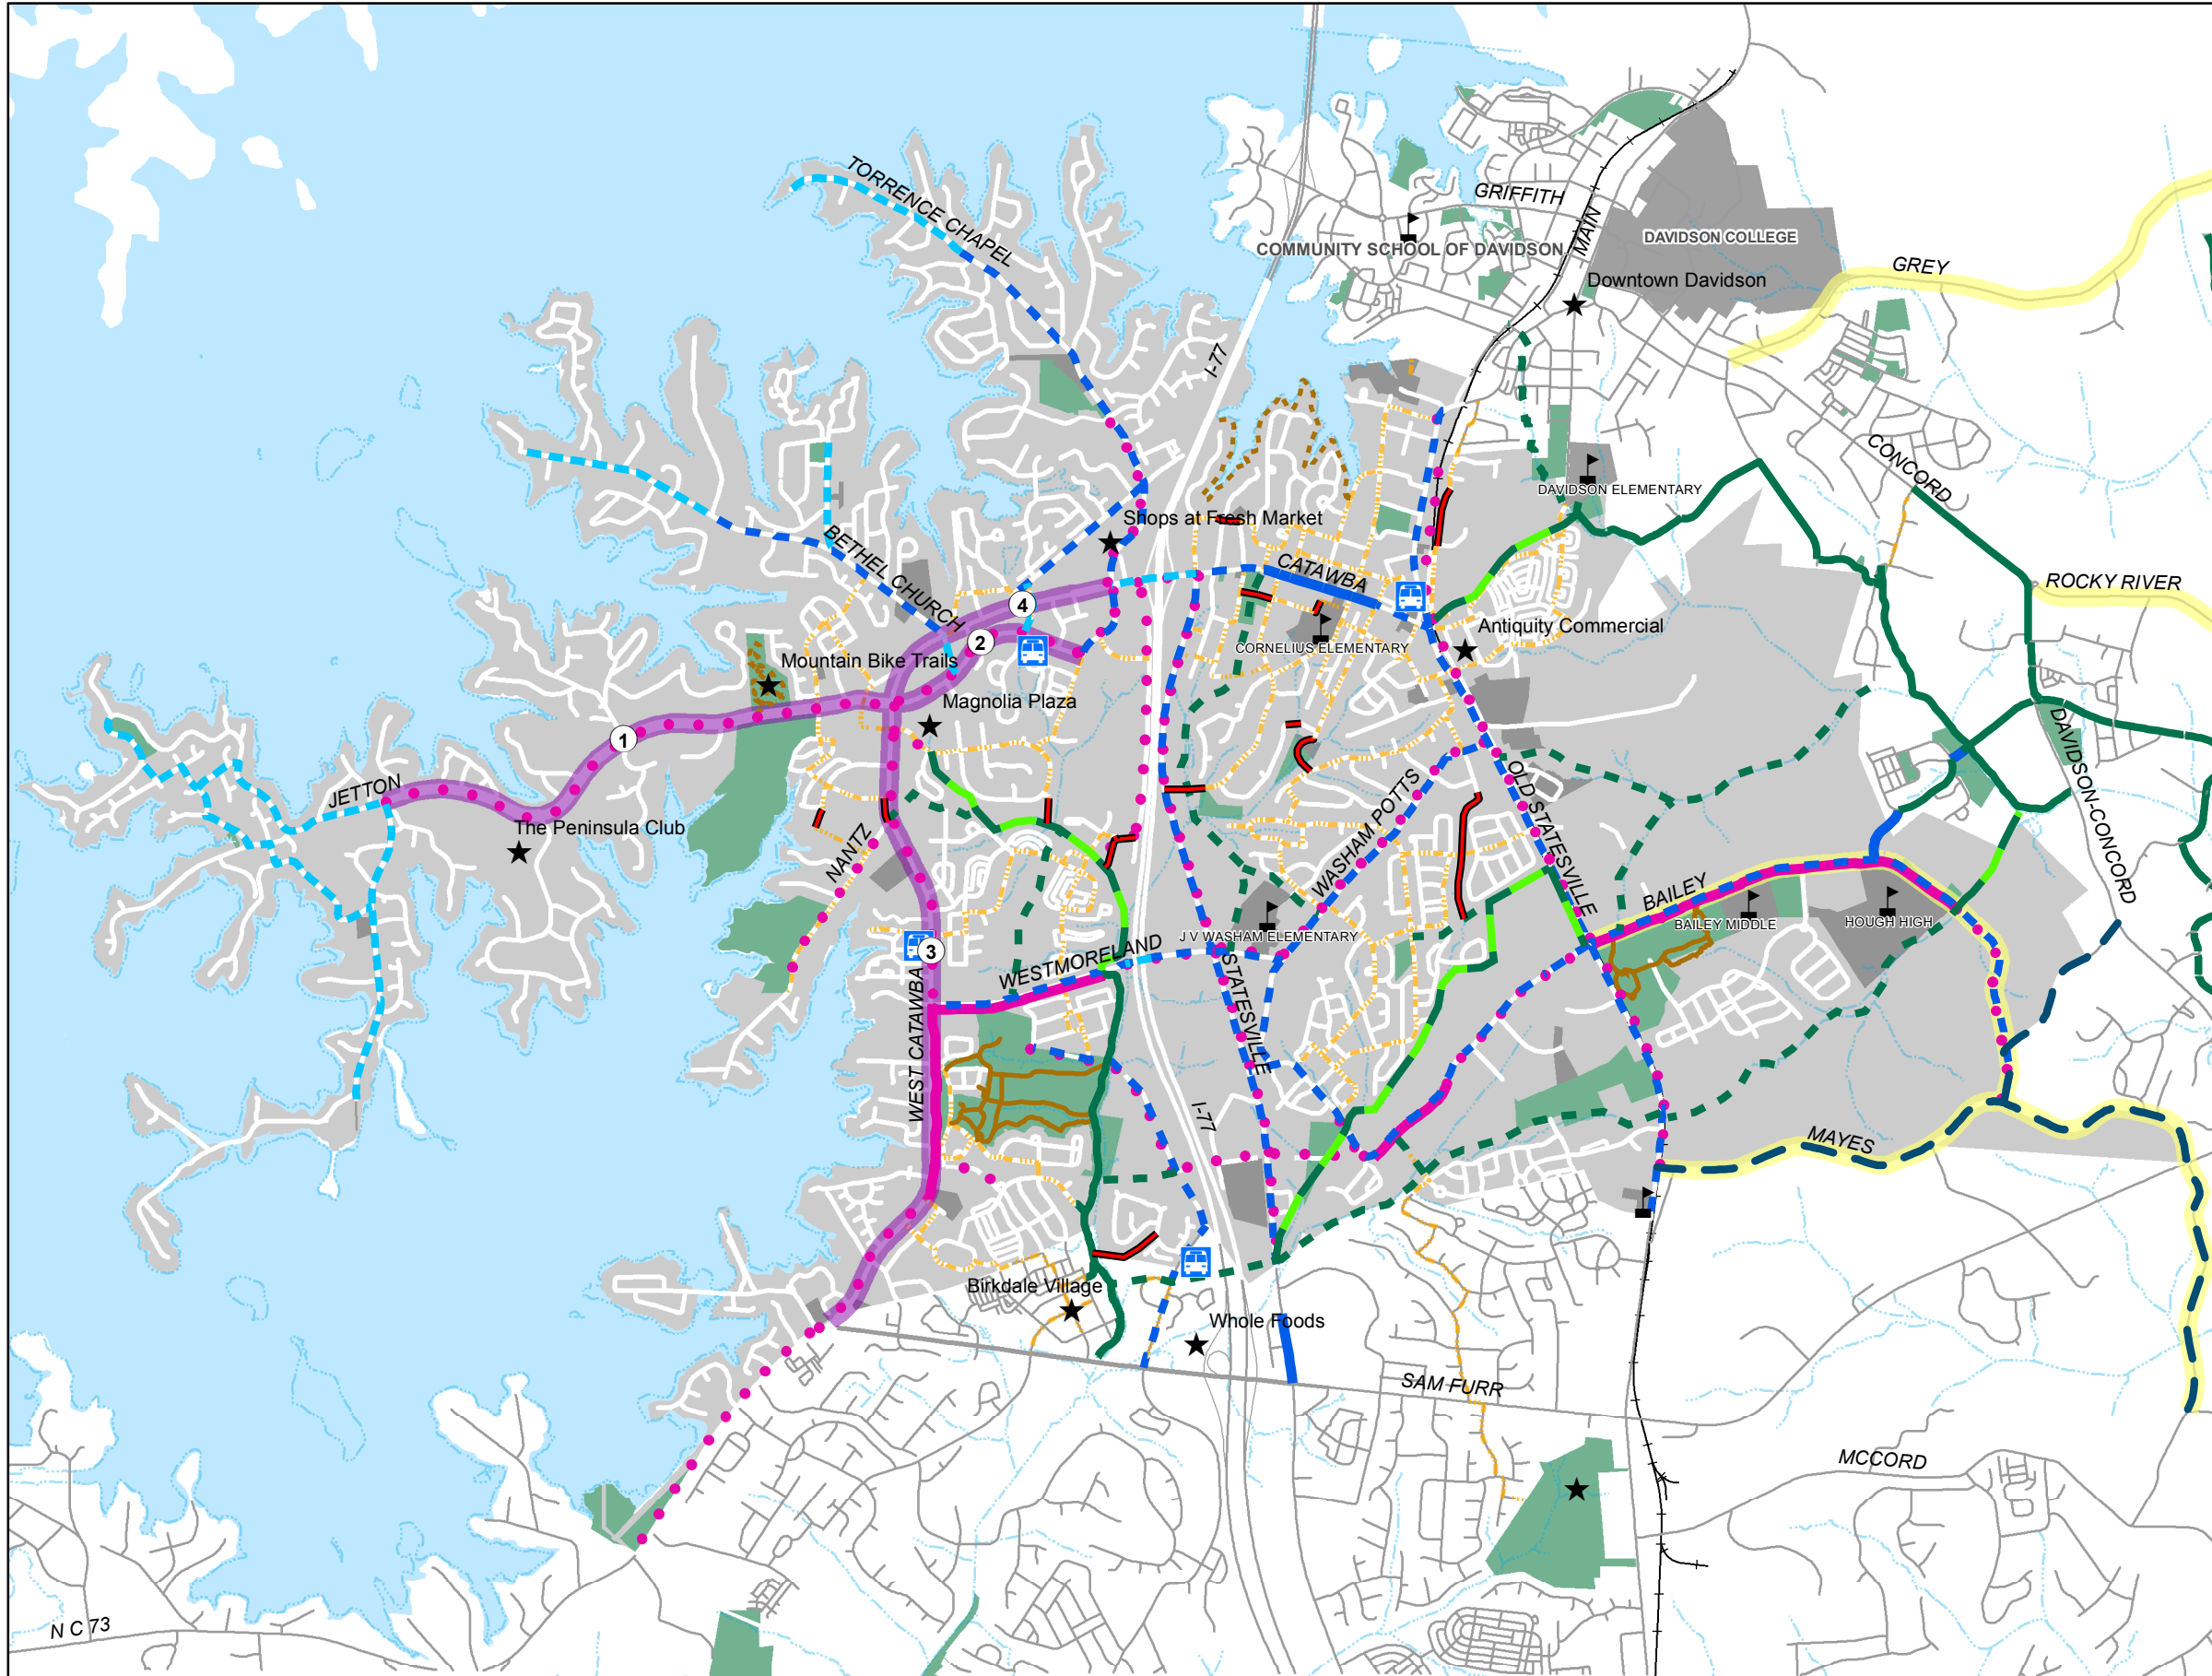 TORRENCE CHAPEL
GRIFFITH
MAIN
COMMUNITY SCHOOL OF DAVIDSON
DAVIDSON COLLEGE
Downtown Davidson
GREY
I-77
CONCORD
DAVIDSON ELEMENTARY
Shops at Fresh Market
BETHEL CHURCH
CATAWBA
ROCKY RIVER
4
2
Antiquity Commercial
CORNELIUS ELEMENTARY
Mountain Bike Trails
Magnolia Plaza
1
JETTON
The Peninsula Club
NANTZ
WASHAM POTTS
OLD STATESVILLE
DAVIDSON-CONCORD
BAILEY
BAILEY MIDDLE
HOUGH HIGH
J V WASHAM ELEMENTARY
3
WESTMORELAND
STATESVILLE
WEST CATAWBA
I-77
MAYES
Birkdale Village
Whole Foods
SAM FURR
MCCORD
N C 73